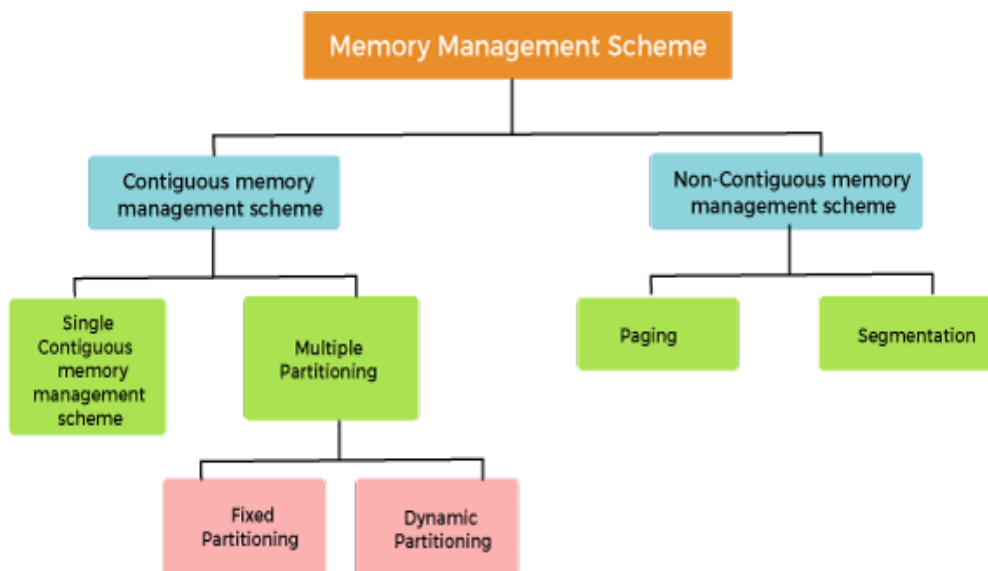 Memory Management Scheme
Contiguous memory
management scheme
Non-Contiguous memory
management scheme
Single
Contiguous
memory
management
scheme
Multiple
Partitioning
Paging
Segmentation
Fixed
Partitioning
Dynamic
Partitioning